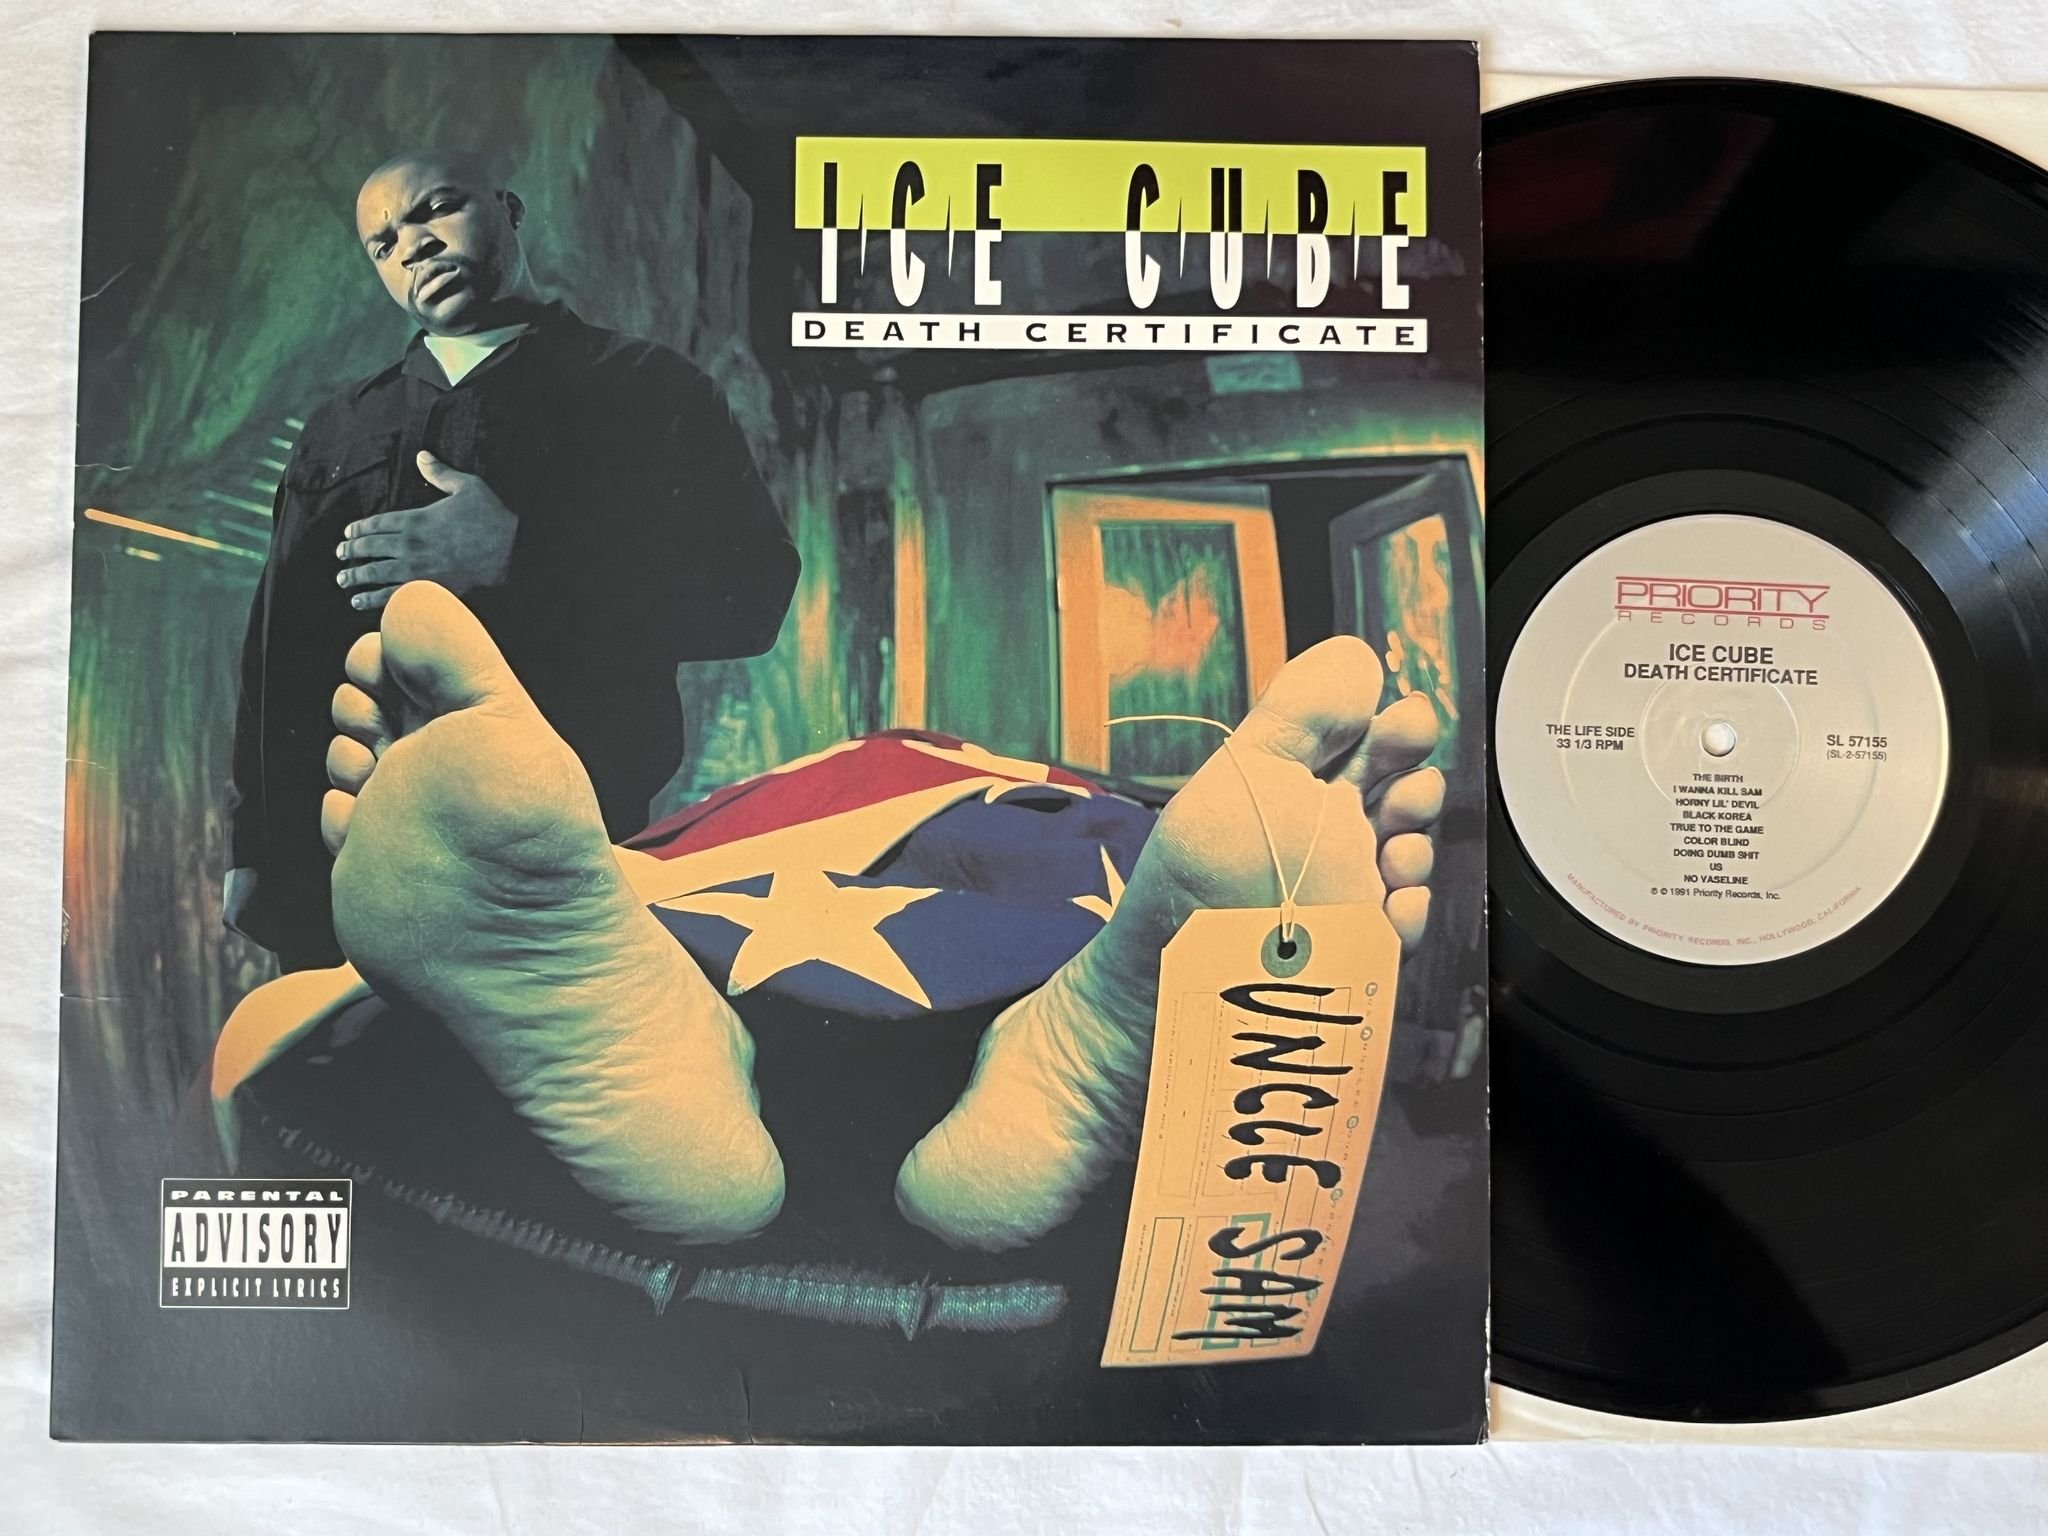 ICE CUBE
DEATH CERTIFICATE
UNCLE SAM
PARENTAL
ADVISORY
EXPLICIT LYRICS
PRIORITY
RECORDS
ICE CUBE
DEATH CERTIFICATE
THE LIFE SIDE
33 1/3 RPM
SL 57155
(SL-2-57155)
THE BIRTH
I WANNA KILL SAM
HORNY LIL' DEVIL
BLACK KOREA
TRUE TO THE GAME
COLOR BLIND
DOING DUMB SHIT
US
NO VASELINE
℗ © 1991 Priority Records, Inc.
MANUFACTURED BY PRIORITY RECORDS, INC., HOLLYWOOD, CALIFORNIA